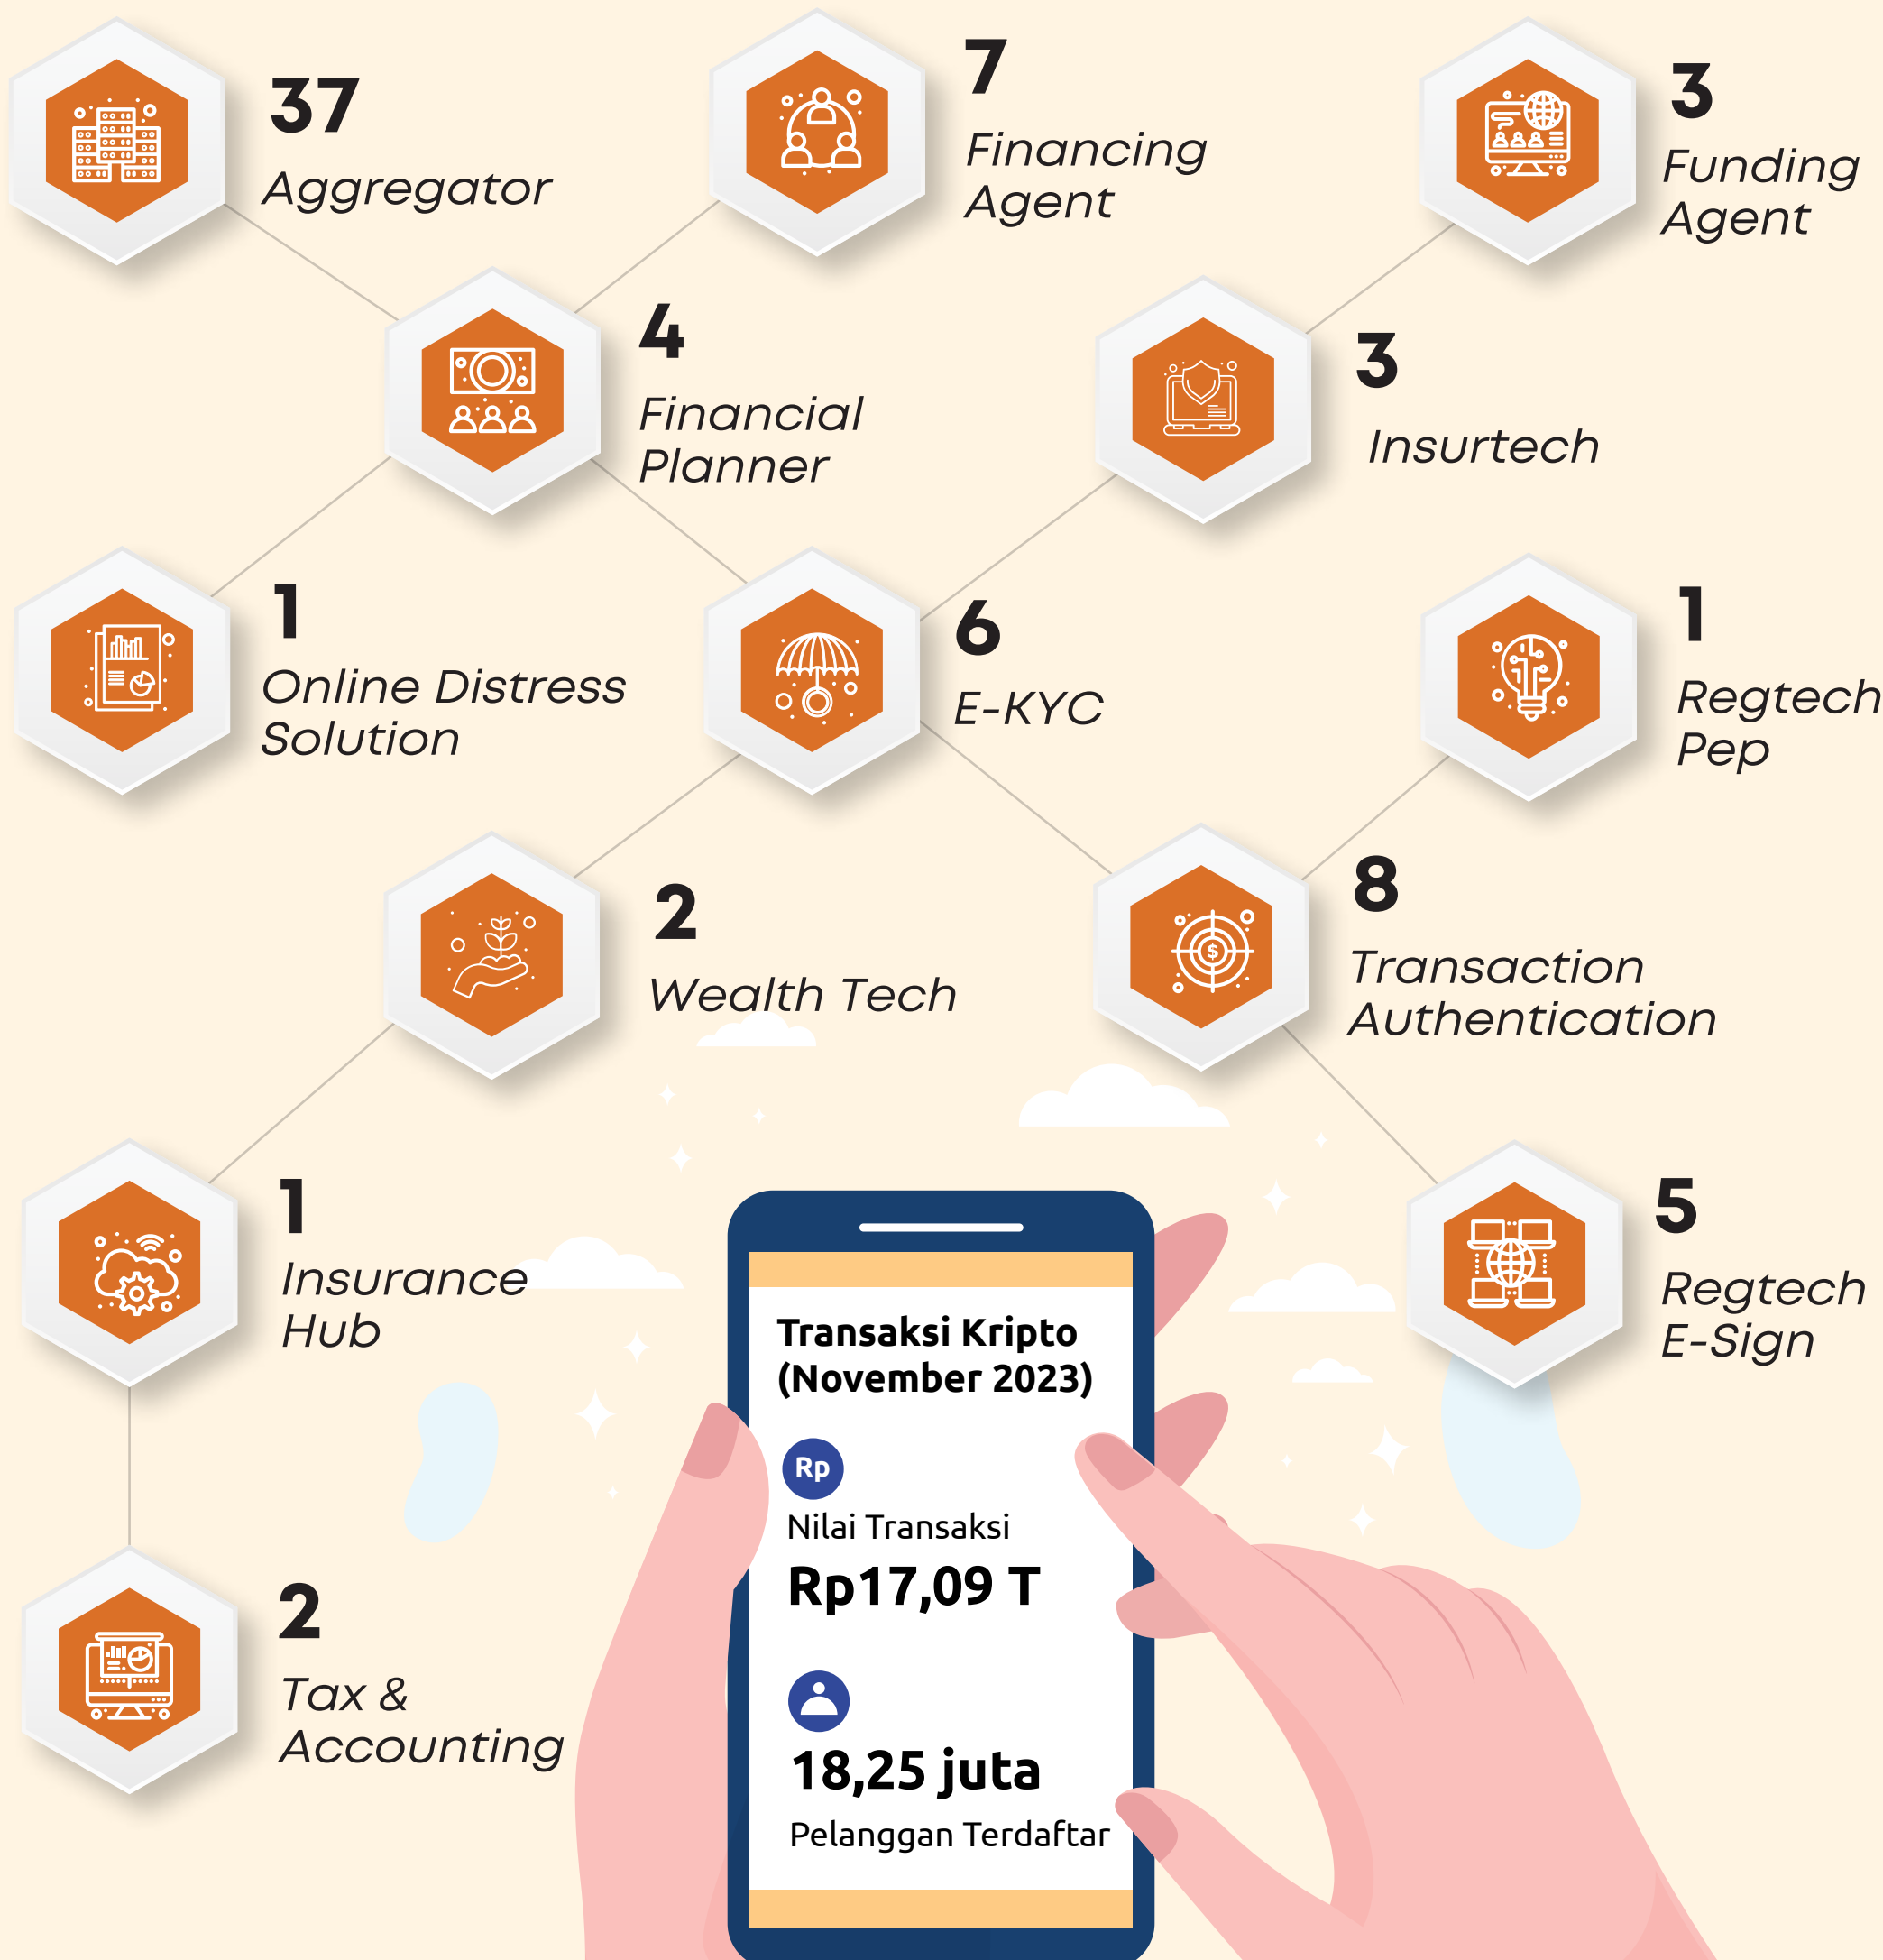 37
Aggregator
7
Financing
Agent
3
Funding
Agent
4
Financial
Planner
3
Insurtech
1
Online Distress
Solution
6
E-KYC
1
Regtech
Pep
2
Wealth Tech
8
Transaction
Authentication
1
Insurance
Hub
5
Regtech
E-Sign
2
Tax &
Accounting
Transaksi Kripto
(November 2023)
Rp
Nilai Transaksi
Rp17,09 T
18,25 juta
Pelanggan Terdaftar
$